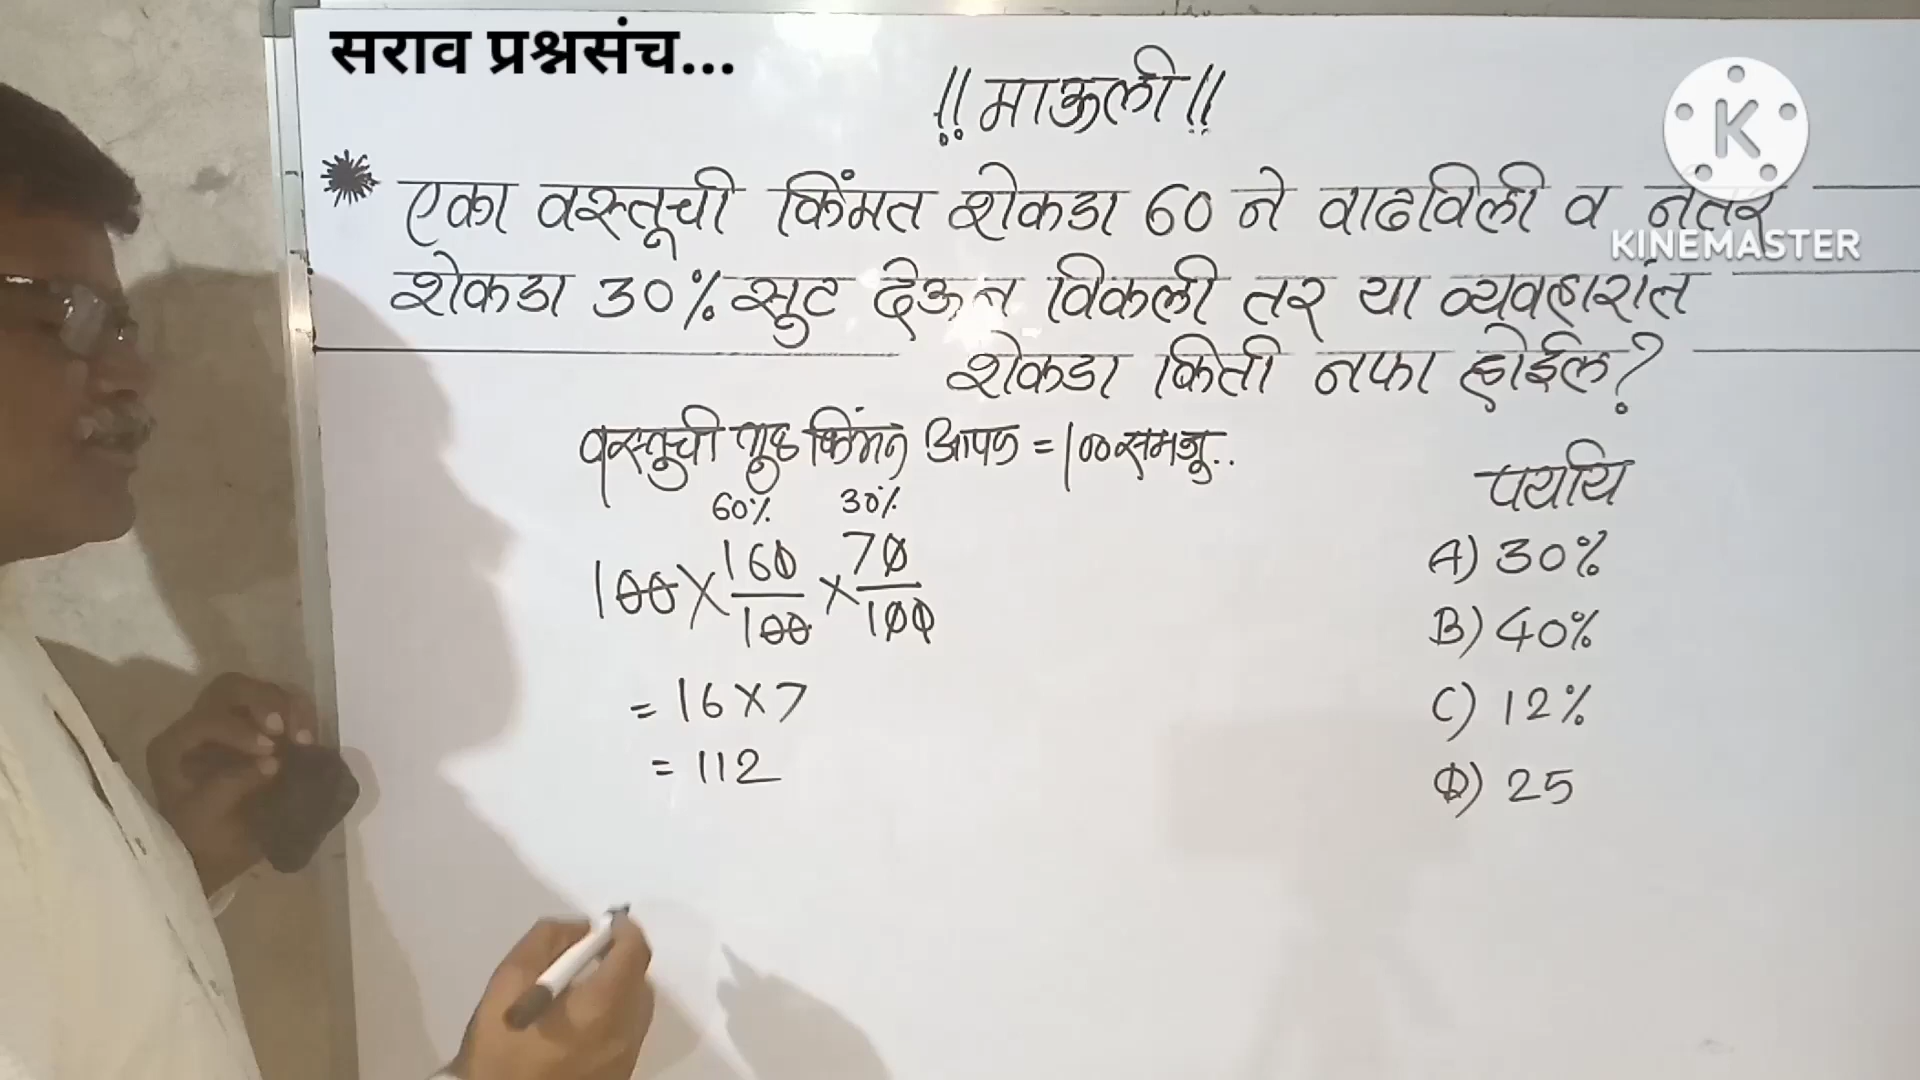 सराव प्रश्नसंच...
!! माऊली !!
K
KINEMASTER
* एका वस्तूची किंमत शेकडा 60 ने वाढविली व नंतर
शेकडा 30% सुट देऊन विकली तर या व्यवहारांत
शेकडा किती नफा होईल?
वस्तुची मुळ किंमत आपण = 100 समजू..
60% 30%
100 × 160/100 × 70/100
= 16 × 7
= 112
पर्याय
A) 30%
B) 40%
C) 12%
D) 25